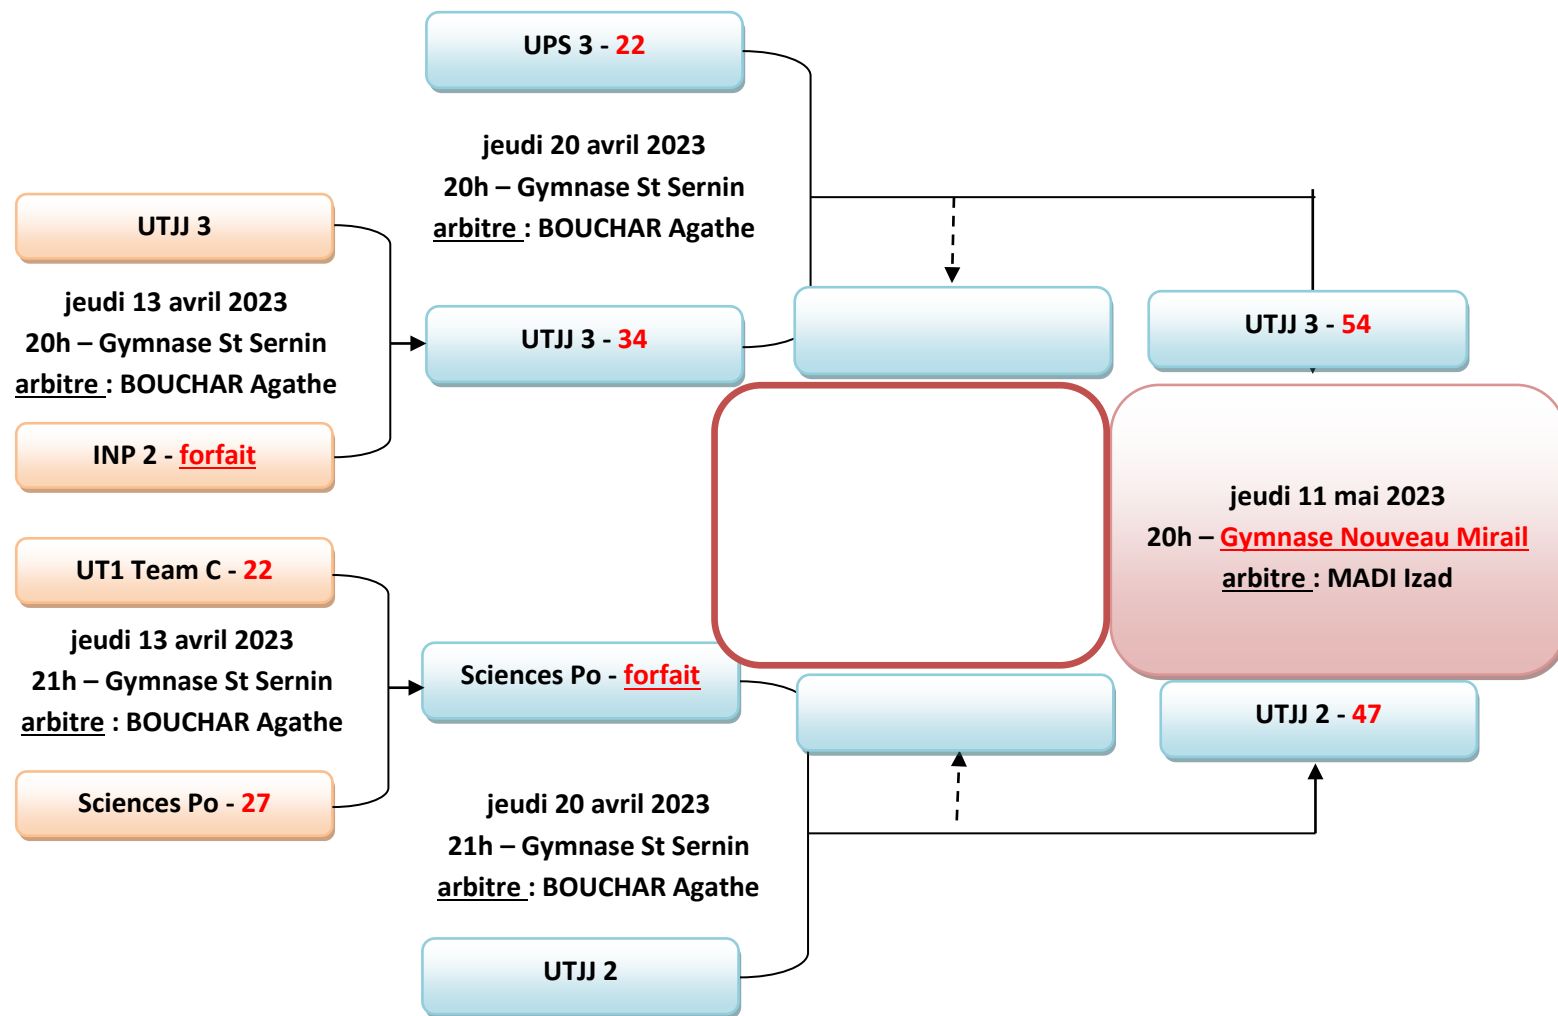 UPS 3 - 22
jeudi 20 avril 2023
20h – Gymnase St Sernin
arbitre : BOUCHAR Agathe
UTJJ 3
jeudi 13 avril 2023
20h – Gymnase St Sernin
arbitre : BOUCHAR Agathe
INP 2 - forfait
UTJJ 3 - 34
UTJJ 3 - 54
jeudi 11 mai 2023
20h – Gymnase Nouveau Mirail
arbitre : MADI Izad
UTJJ 2 - 47
UT1 Team C - 22
jeudi 13 avril 2023
21h – Gymnase St Sernin
arbitre : BOUCHAR Agathe
Sciences Po - 27
Sciences Po - forfait
jeudi 20 avril 2023
21h – Gymnase St Sernin
arbitre : BOUCHAR Agathe
UTJJ 2